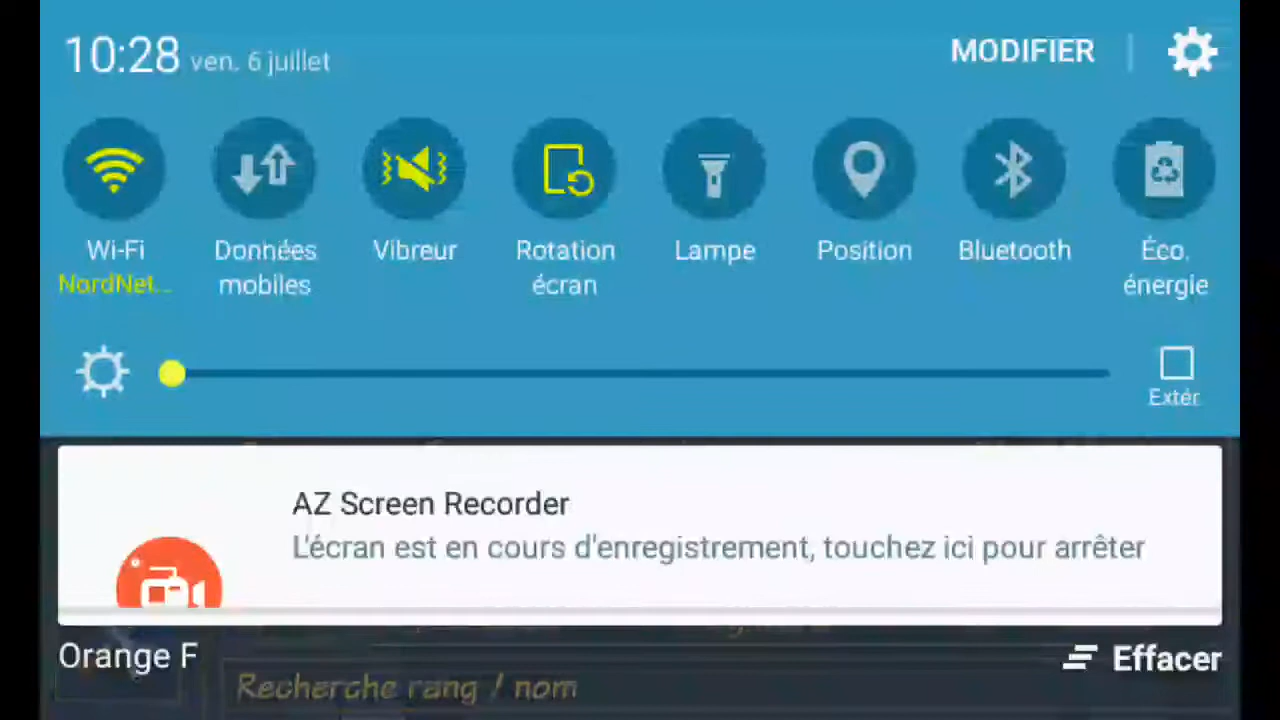 10:28 ven. 6 juillet
MODIFIER
Wi-Fi
NordNet...
Données
mobiles
Vibreur
Rotation
écran
Lampe
Position
Bluetooth
Éco.
énergie
Extér
AZ Screen Recorder
L'écran est en cours d'enregistrement, touchez ici pour arrêter
Orange F
Effacer
Recherche rang / nom